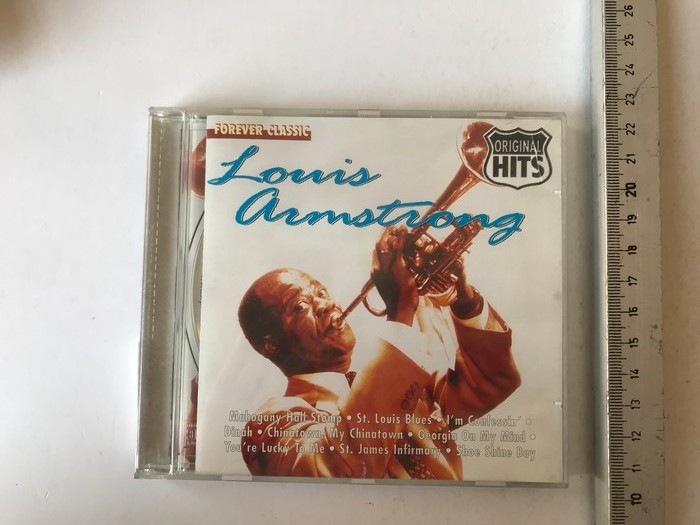 FOREVER CLASSIC
ORIGINAL
HITS
Louis
Armstrong
Mahogany Hall Stomp • St. Louis Blues • I'm Confessin' •
Dinah • Chinatown, My Chinatown • Georgia On My Mind •
You're Lucky To Me • St. James Infirmary • Shoe Shine Boy
26
25
24
23
22
21
20
19
18
17
16
15
14
13
12
11
10